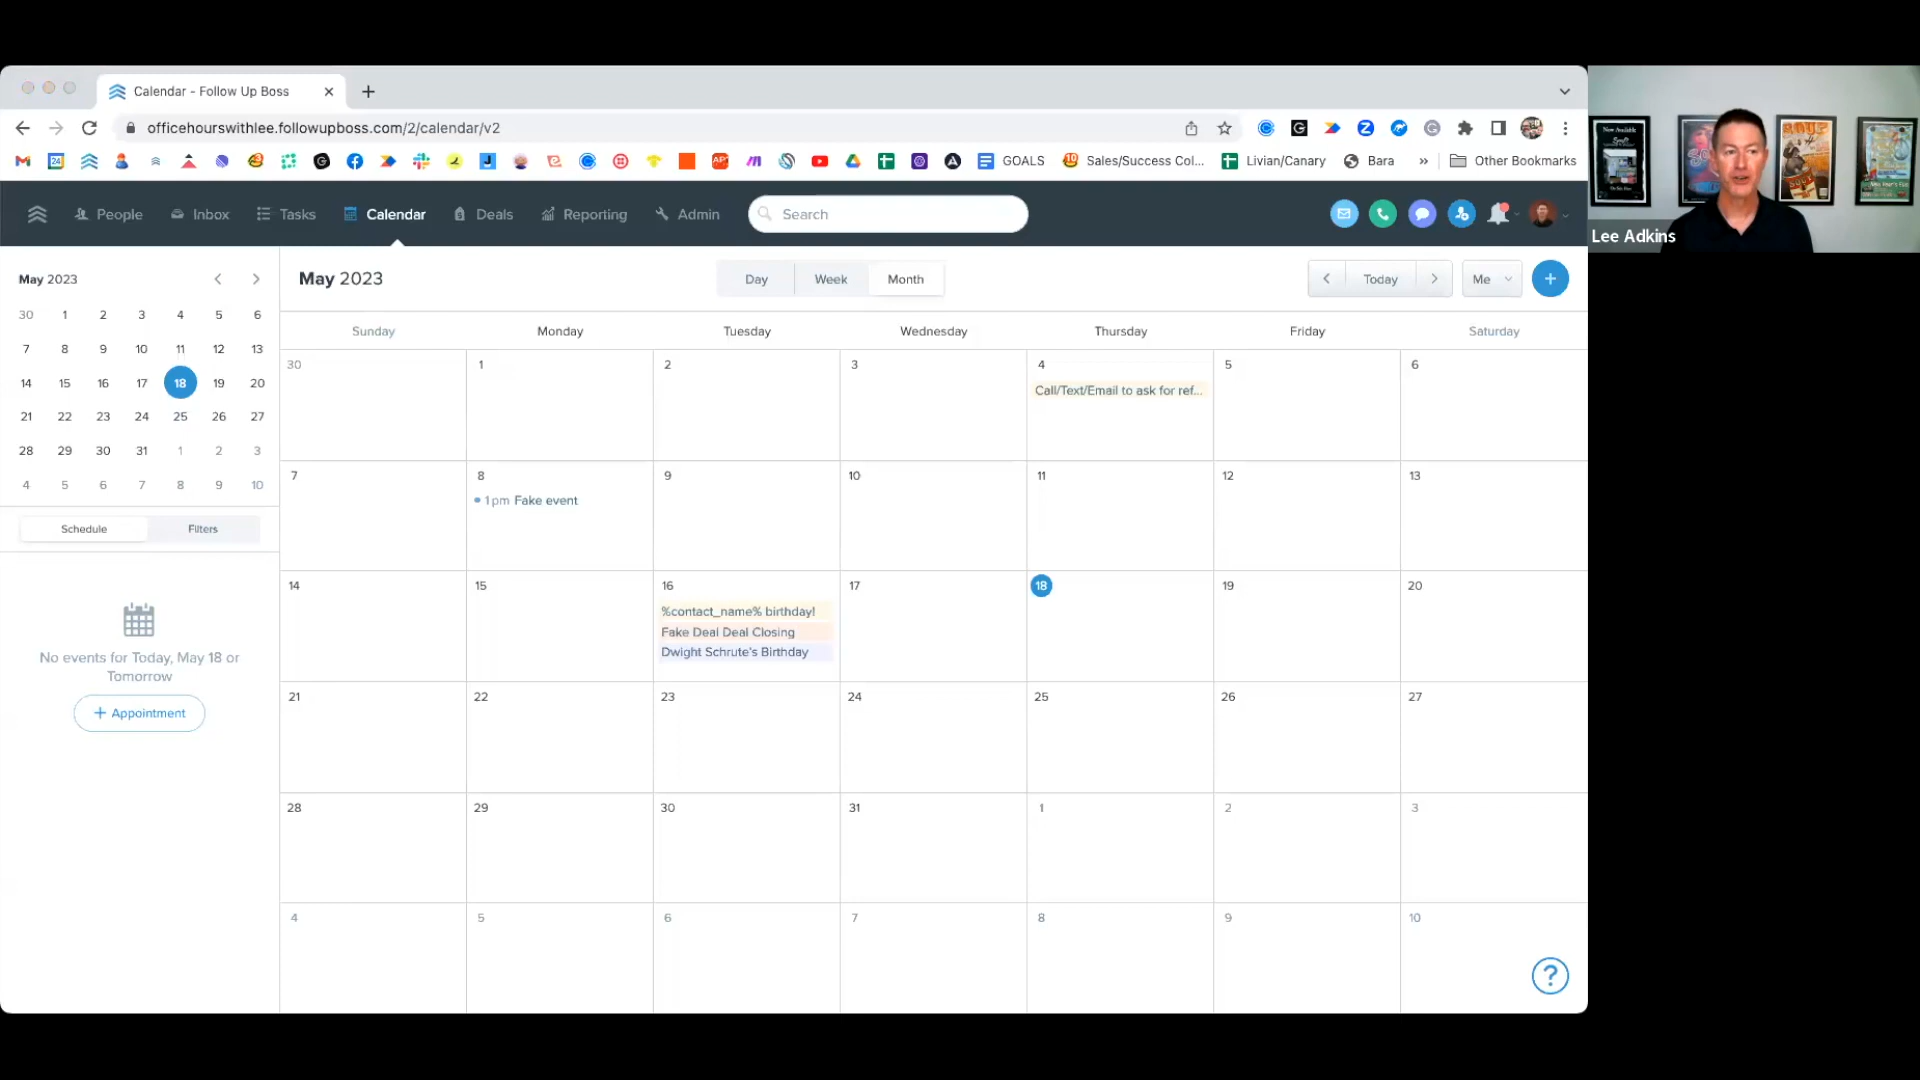 Calendar - Follow Up Boss
officehourswithlee.followupboss.com/2/calendar/v2
GOALS Sales/Success Col... Livian/Canary Bara » Other Bookmarks
People Inbox Tasks Calendar Deals Reporting Admin Search
Lee Adkins
May 2023
30 1 2 3 4 5 6
7 8 9 10 11 12 13
14 15 16 17 18 19 20
21 22 23 24 25 26 27
28 29 30 31 1 2 3
4 5 6 7 8 9 10
Schedule Filters
No events for Today, May 18 or
Tomorrow
+ Appointment
May 2023 Day Week Month Today Me +
Sunday Monday Tuesday Wednesday Thursday Friday Saturday
30 1 2 3 4 5 6
Call/Text/Email to ask for ref...
7 8 9 10 11 12 13
1pm Fake event
14 15 16 17 18 19 20
%contact_name% birthday!
Fake Deal Deal Closing
Dwight Schrute's Birthday
21 22 23 24 25 26 27
28 29 30 31 1 2 3
4 5 6 7 8 9 10
?